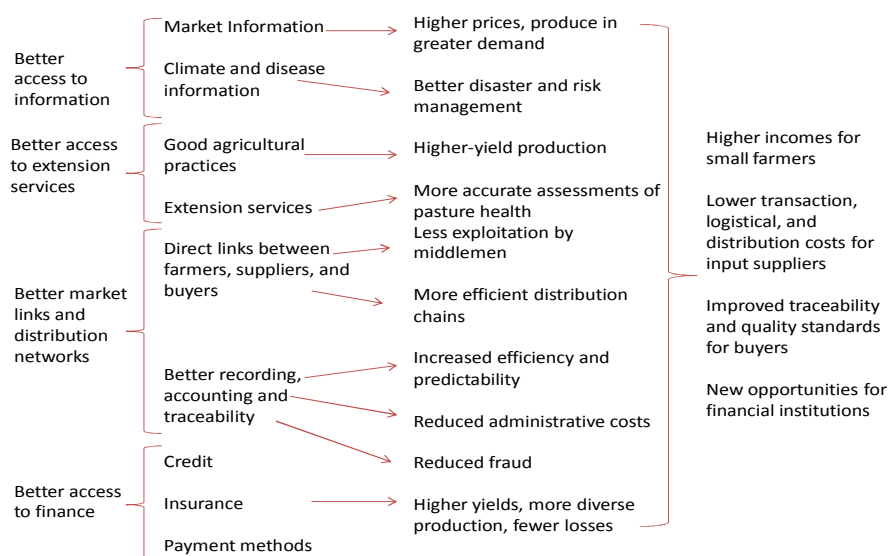 Better
access to
information
Market Information
Climate and disease
information
Higher prices, produce in
greater demand
Better disaster and risk
management
Better access
to extension
services
Good agricultural
practices
Extension services
Higher-yield production
More accurate assessments of
pasture health
Better market
links and
distribution
networks
Direct links between
farmers, suppliers, and
buyers
Less exploitation by
middlemen
More efficient distribution
chains
Better recording,
accounting and
traceability
Increased efficiency and
predictability
Reduced administrative costs
Reduced fraud
Better access
to finance
Credit
Insurance
Payment methods
Higher yields, more diverse
production, fewer losses
Higher incomes for
small farmers
Lower transaction,
logistical, and
distribution costs for
input suppliers
Improved traceability
and quality standards
for buyers
New opportunities for
financial institutions